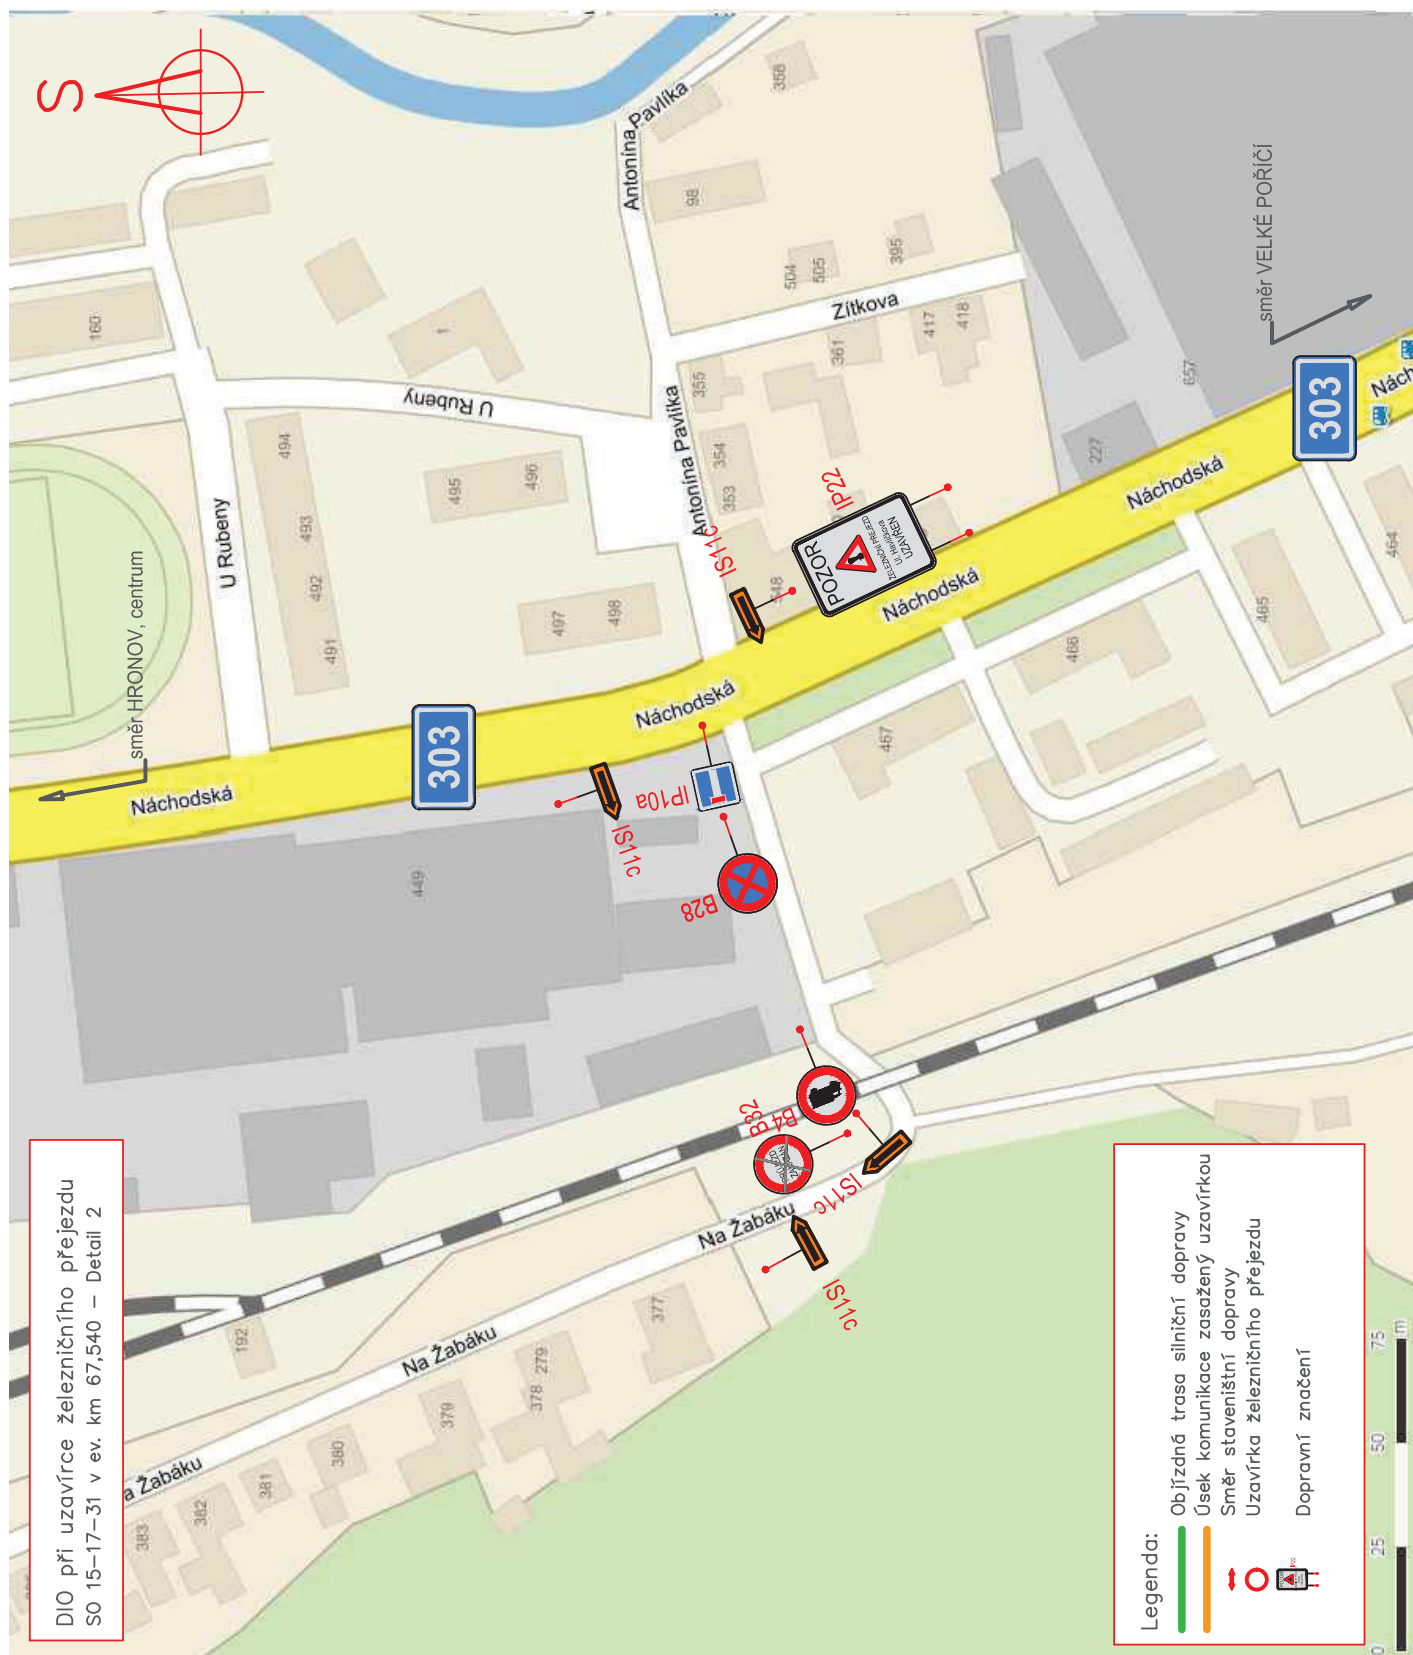 DIO při uzavírce železničního přejezdu
SO 15–17–31 v ev. km 67,540 – Detail 2
S
směr HRONOV, centrum
směr VELKÉ POŘÍČÍ
303
303
Náchodská
Náchodská
Náchodská
Náchodská
Nách
U Rubeny
U Rubeny
Antonína Pavlíka
Antonína Pavlíka
Zítkova
Na Žabáku
Na Žabáku
a Žabáku
160
1
494
493
492
491
495
496
497
498
358
98
504
505
395
417
418
361
355
354
353
548
657
227
464
465
466
467
449
192
377
279
378
379
380
381
382
383
IS11c
IP22
POZOR
ŽELEZNIČNÍ PŘEJEZD
Ul. Havlíčkova
UZAVŘEN
IS11c
IP10a
B28
B32
B4
IS11c
IS11c
Legenda:
Objízdná trasa silniční dopravy
Úsek komunikace zasažený uzavírkou
Směr staveništní dopravy
Uzavírka železničního přejezdu
Dopravní značení
0
25
50
75
m